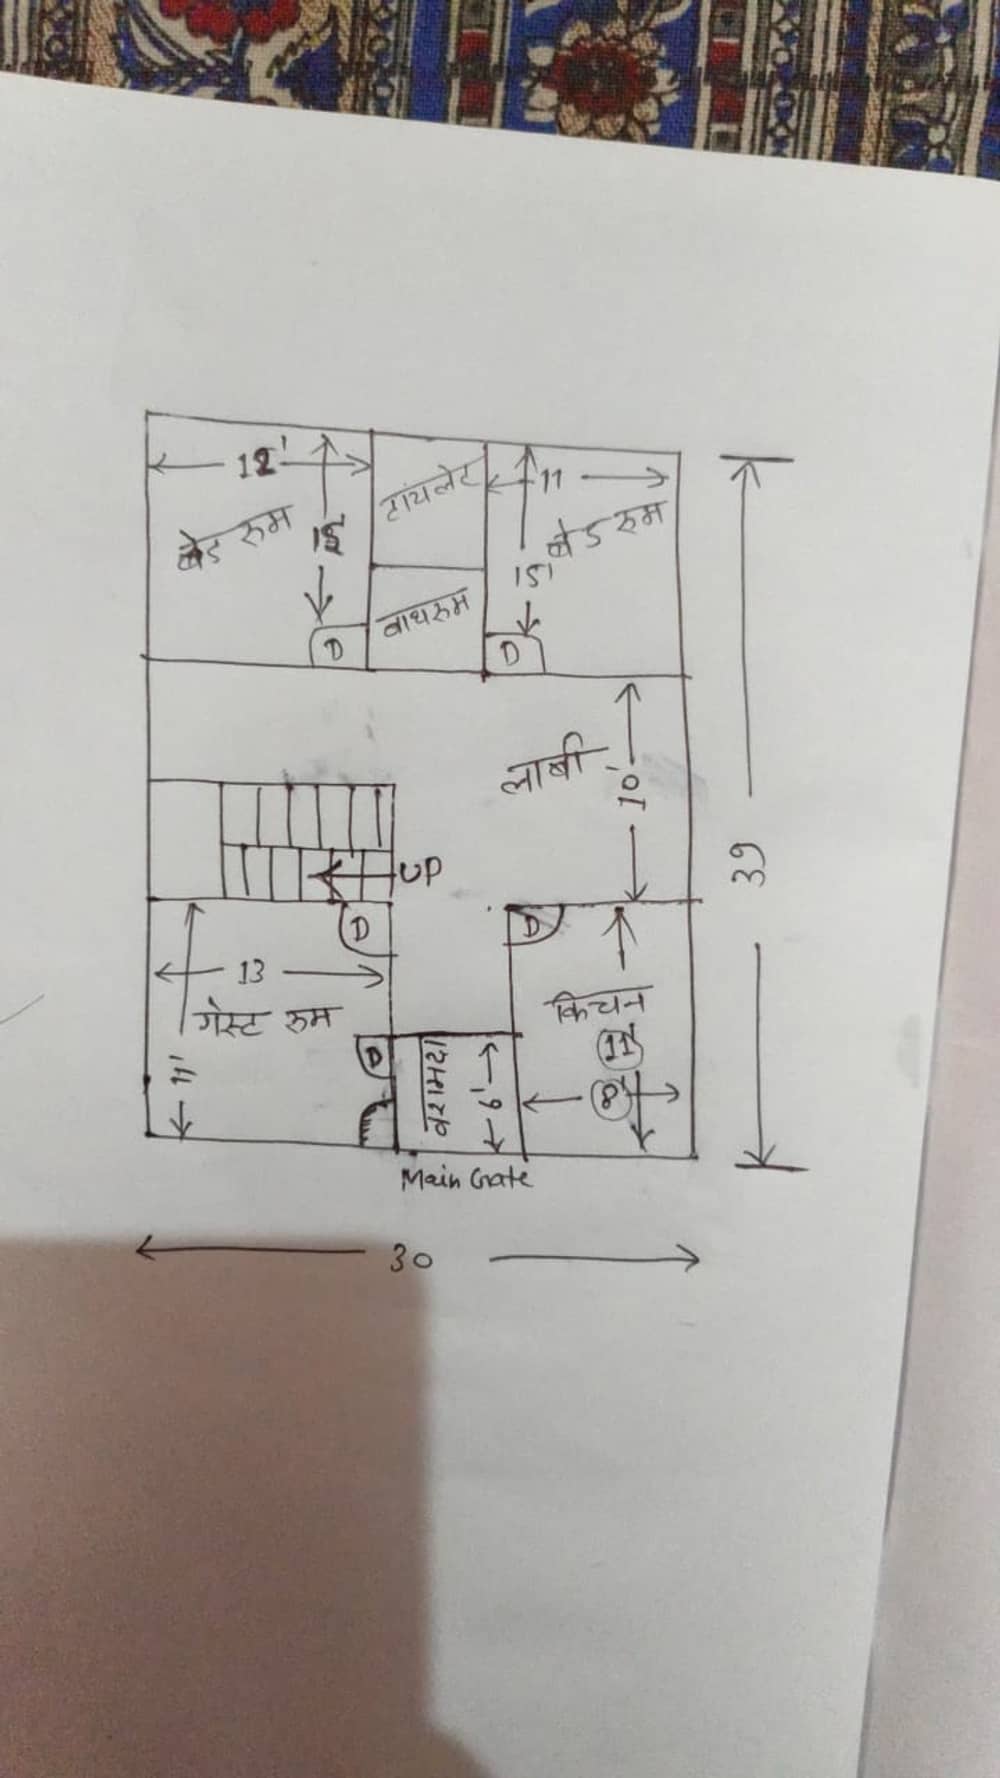 12'
टायलेट
11
बेड रुम
15'
बेड रुम
15'
बाथरुम
D
D
लाबी
10'
UP
39
D
D
13
गेस्ट रुम
किचन
11'
11'
D
बरामदा
6'
8'
Main Gate
30